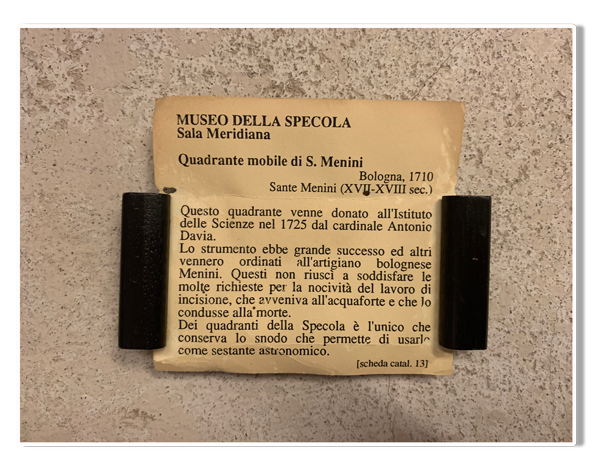 MUSEO DELLA SPECOLA
Sala Meridiana
Quadrante mobile di S. Menini
Bologna, 1710
Sante Menini (XVII-XVIII sec.)
Questo quadrante venne donato all'Istituto
delle Scienze nel 1725 dal cardinale Antonio
Davia.
Lo strumento ebbe grande successo ed altri
vennero ordinati all'artigiano bolognese
Menini. Questi non riuscì a soddisfare le
molte richieste per la nocività del lavoro di
incisione, che avveniva all'acquaforte e che lo
condusse alla morte.
Dei quadranti della Specola è l'unico che
conserva lo snodo che permette di usarlo
come sestante astronomico.
[scheda catal. 13]